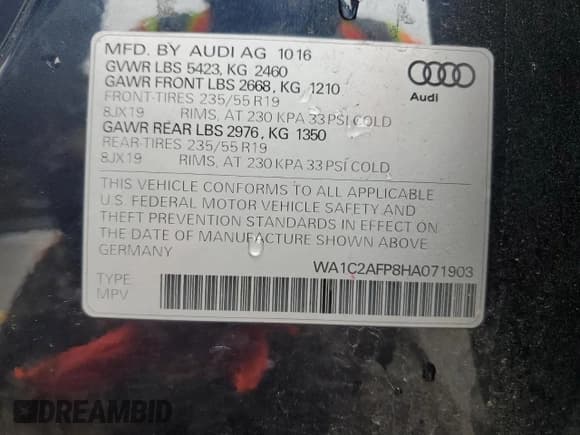 MFD. BY AUDI AG 1016
GVWR LBS 5423, KG 2460
GAWR FRONT LBS 2668, KG 1210
FRONT-TIRES 235/55 R19
8JX19 RIMS, AT 230 KPA 33 PSI COLD
GAWR REAR LBS 2976, KG 1350
REAR-TIRES 235/55 R19
8JX19 RIMS, AT 230 KPA 33 PSI COLD
Audi
THIS VEHICLE CONFORMS TO ALL APPLICABLE
U.S. FEDERAL MOTOR VEHICLE SAFETY AND
THEFT PREVENTION STANDARDS IN EFFECT ON
THE DATE OF MANUFACTURE SHOWN ABOVE.
GERMANY
WA1C2AFP8HA071903
TYPE
MPV
DREAMBID